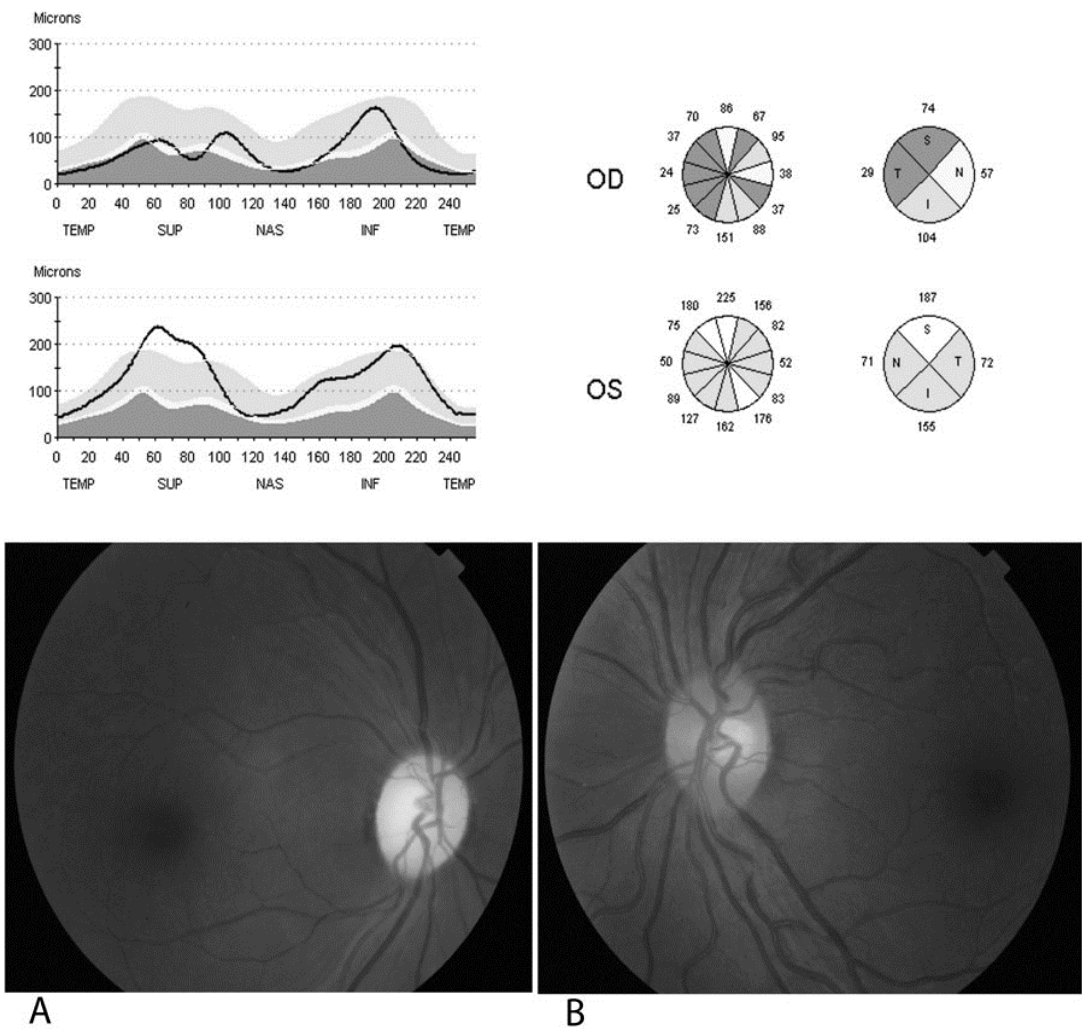 Microns
300
200
100
0
0 20 40 60 80 100 120 140 160 180 200 220 240
TEMP SUP NAS INF TEMP
Microns
300
200
100
0
0 20 40 60 80 100 120 140 160 180 200 220 240
TEMP SUP NAS INF TEMP
OD
86
70 67
37 95
24 38
25 37
73 88
151
74
S
29 T N 57
I
104
OS
225
180 156
75 82
50 52
89 83
127 176
162
187
S
71 N T 72
I
155
A B